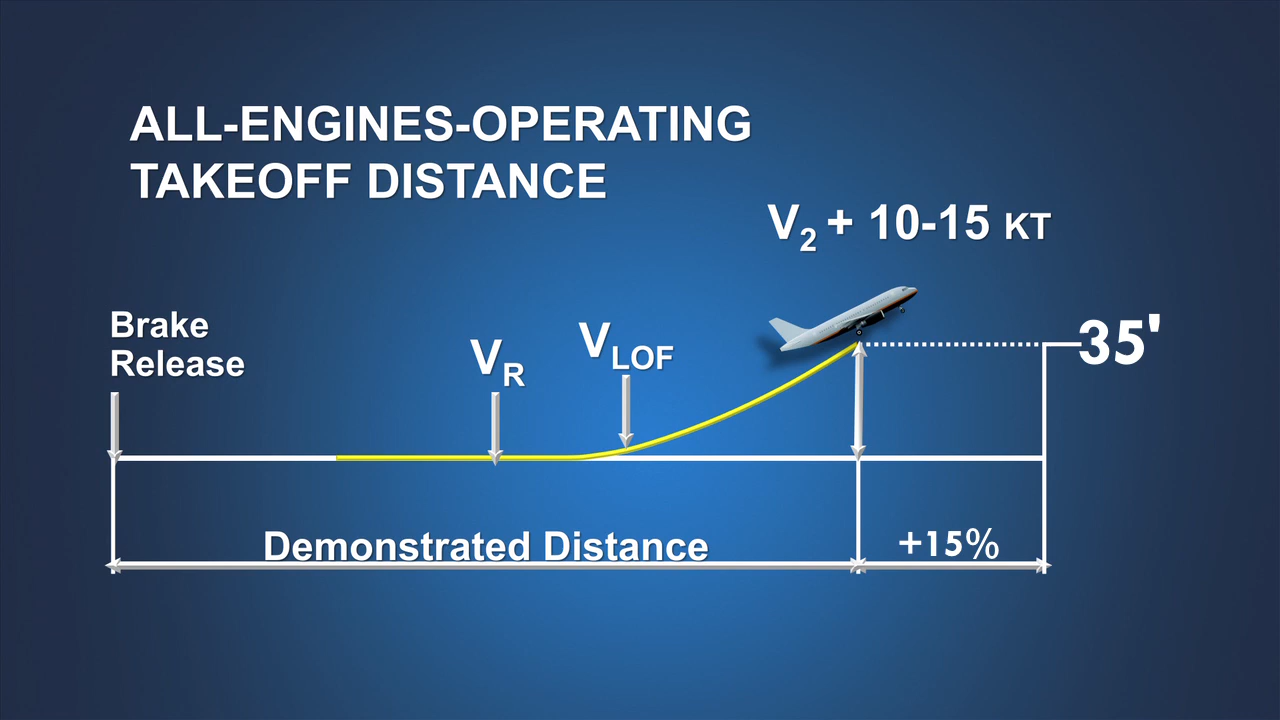 ALL-ENGINES-OPERATING
TAKEOFF DISTANCE
V2 + 10-15 KT
Brake
Release
VR
VLOF
35'
Demonstrated Distance
+15%